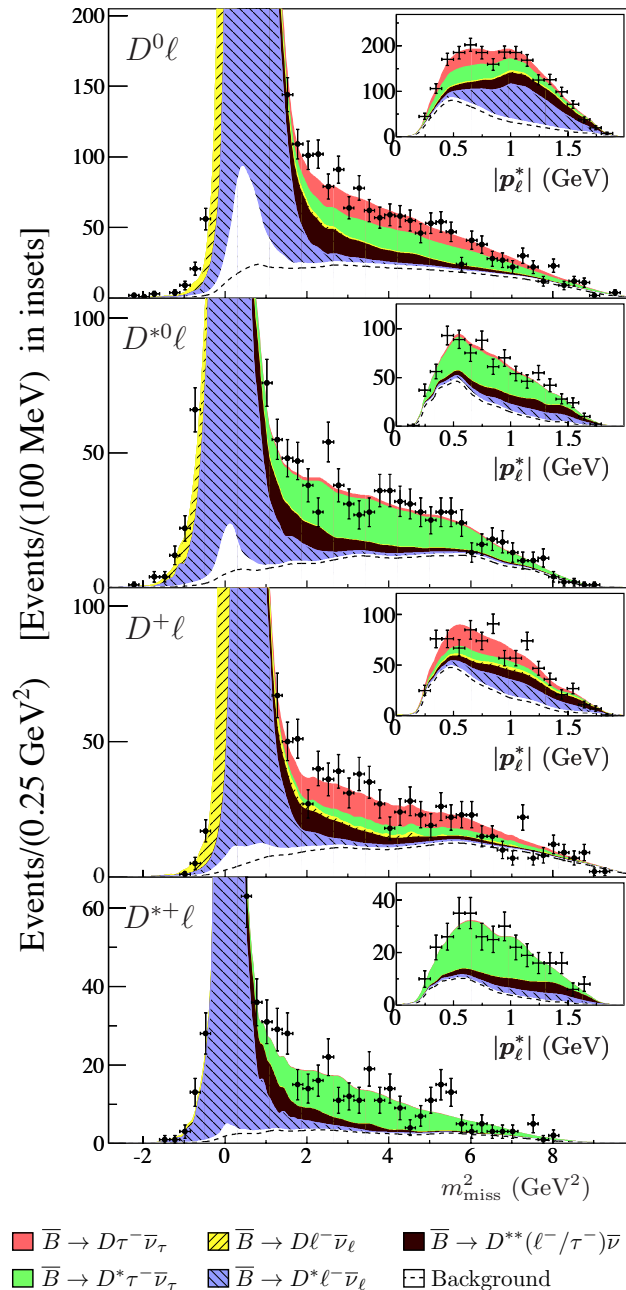 Events/(0.25 GeV²) [Events/(100 MeV) in insets]
D⁰ℓ
200
150
100
50
0
200
100
0
0 0.5 1 1.5
|p*ℓ| (GeV)
D*⁰ℓ
100
50
0
100
50
0
0 0.5 1 1.5
|p*ℓ| (GeV)
D⁺ℓ
100
50
0
100
50
0
0 0.5 1 1.5
|p*ℓ| (GeV)
D*⁺ℓ
60
40
20
0
40
20
0
0 0.5 1 1.5
|p*ℓ| (GeV)
-2 0 2 4 6 8
m²miss (GeV²)
B̄ → Dτ⁻ν̄τ B̄ → Dℓ⁻ν̄ℓ B̄ → D**(ℓ⁻/τ⁻)ν̄
B̄ → D*τ⁻ν̄τ B̄ → D*ℓ⁻ν̄ℓ Background